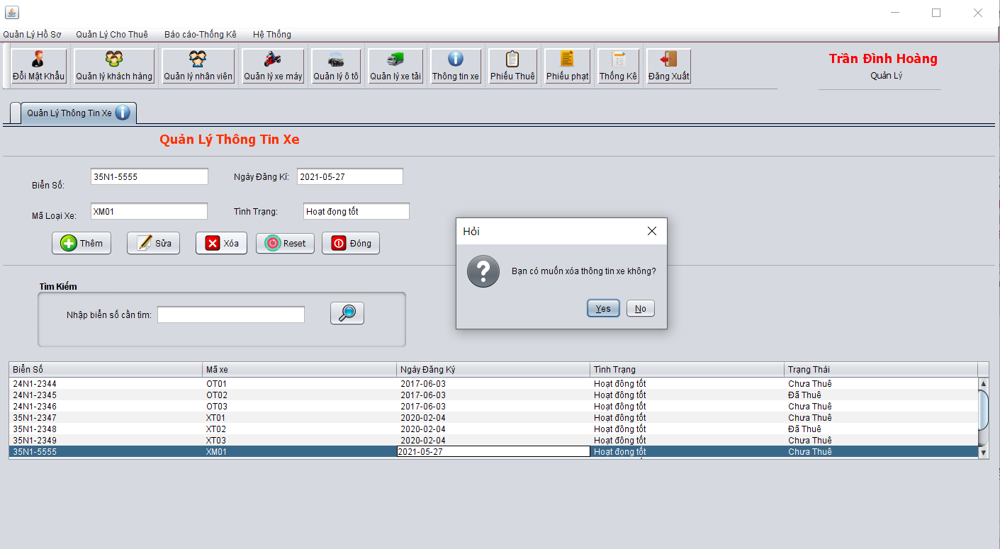 Quản Lý Hồ Sơ Quản Lý Cho Thuê Báo cáo-Thống Kê Hệ Thống
Đổi Mật Khẩu Quản lý khách hàng Quản lý nhân viên Quản lý xe máy Quản lý ô tô Quản lý xe tải Thông tin xe Phiếu Thuê Phiếu phạt Thống Kê Đăng Xuất
Trần Đình Hoàng
Quản Lý
Quản Lý Thông Tin Xe
Quản Lý Thông Tin Xe
Biển Số: 35N1-5555 Ngày Đăng Kí: 2021-05-27
Mã Loại Xe: XM01 Tình Trạng: Hoạt đọng tốt
Thêm Sửa Xóa Reset Đóng
Hỏi
Bạn có muốn xóa thông tin xe không?
Yes No
Tìm Kiếm
Nhập biển số cần tìm:
Biển Số Mã xe Ngày Đăng Ký Tình Trạng Trạng Thái
24N1-2344 OT01 2017-06-03 Hoạt đông tốt Chưa Thuê
24N1-2345 OT02 2017-06-03 Hoạt đông tốt Đã Thuê
24N1-2346 OT03 2017-06-03 Hoạt đông tốt Chưa Thuê
35N1-2347 XT01 2020-02-04 Hoạt đông tốt Chưa Thuê
35N1-2348 XT02 2020-02-04 Hoạt đông tốt Đã Thuê
35N1-2349 XT03 2020-02-04 Hoạt đông tốt Chưa Thuê
35N1-5555 XM01 2021-05-27 Hoạt đọng tốt Chưa Thuê